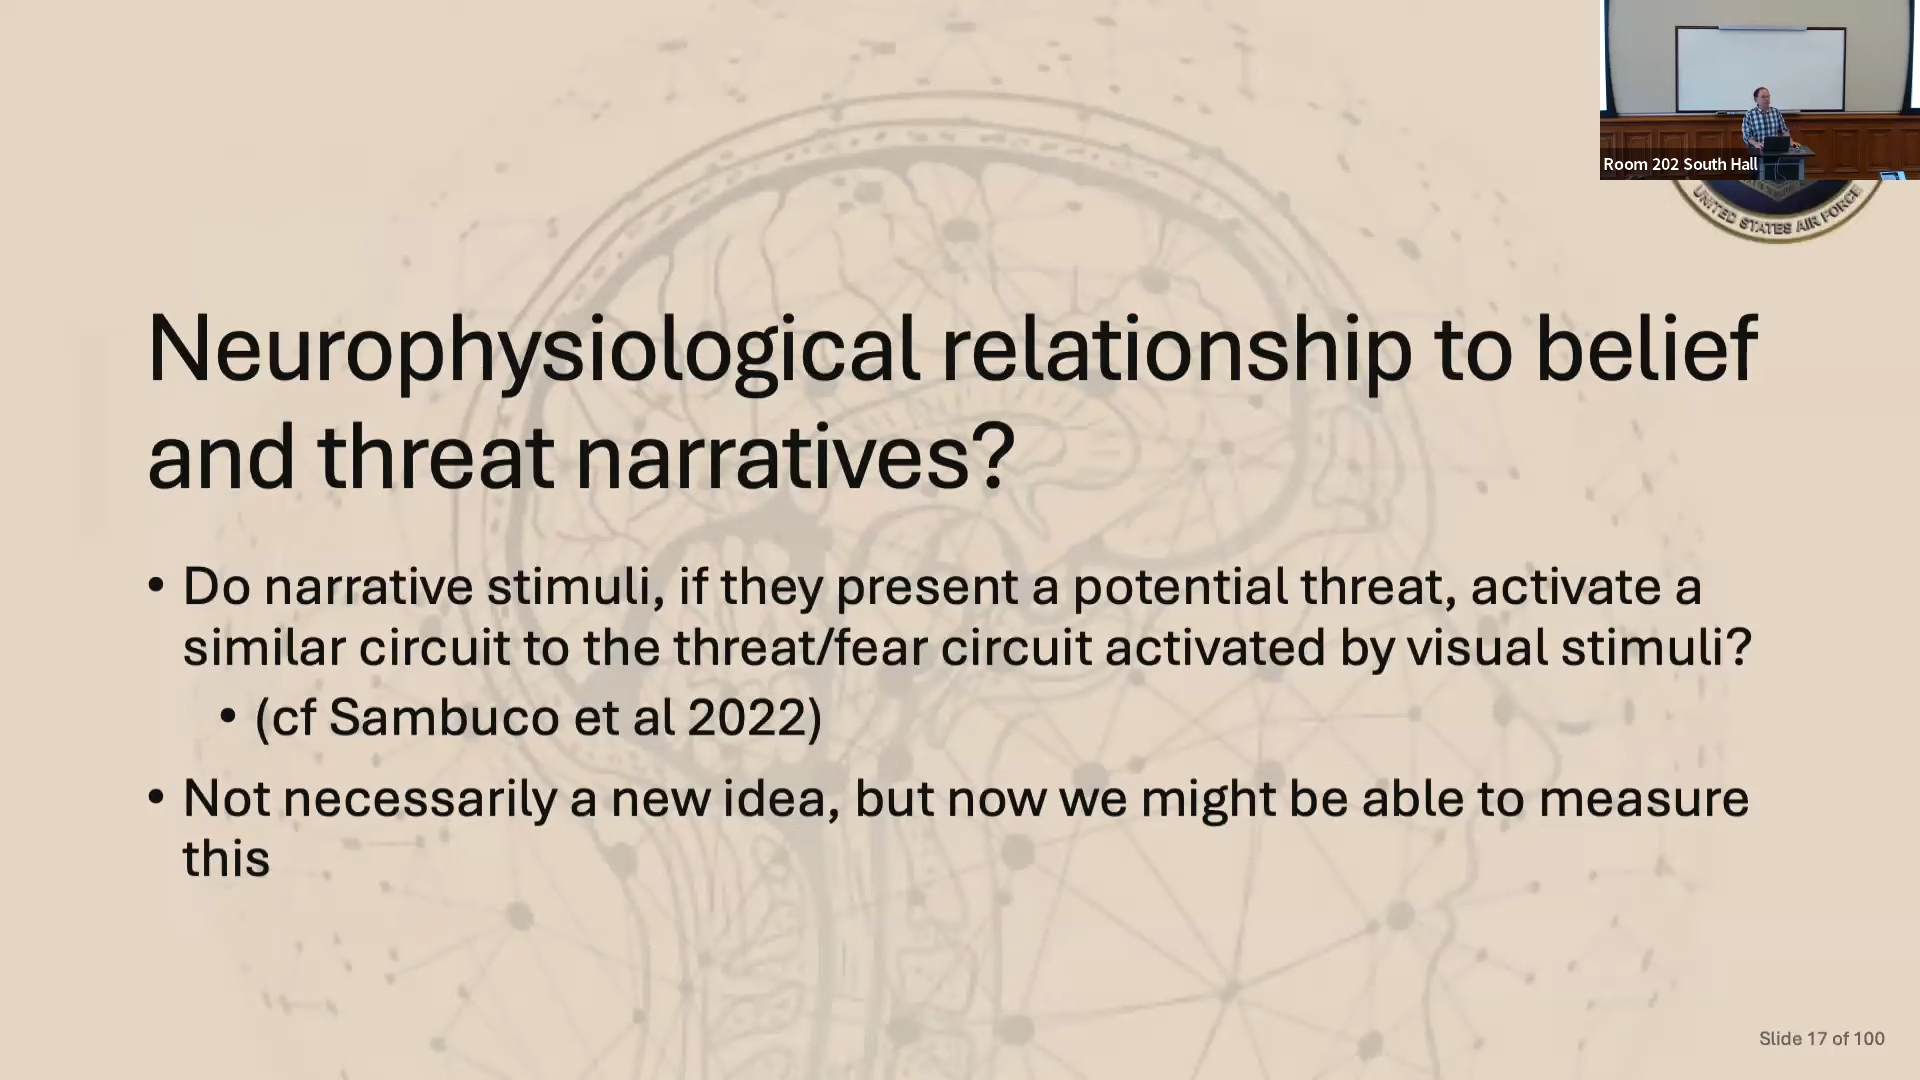 Room 202 South Hall
UNITED STATES AIR FORCE
Neurophysiological relationship to belief
and threat narratives?
• Do narrative stimuli, if they present a potential threat, activate a
similar circuit to the threat/fear circuit activated by visual stimuli?
• (cf Sambuco et al 2022)
• Not necessarily a new idea, but now we might be able to measure
this
Slide 17 of 100